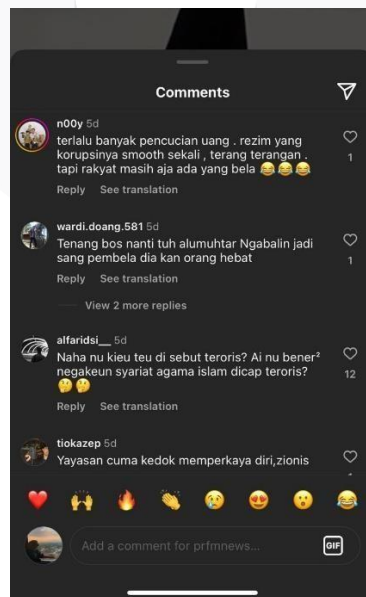 Comments
n00y 5d
terlalu banyak pencucian uang . rezim yang
korupsinya smooth sekali , terang terangan .
tapi rakyat masih aja ada yang bela 😂😂😂
1
Reply See translation
wardi.doang.581 5d
Tenang bos nanti tuh alumuhtar Ngabalin jadi
sang pembela dia kan orang hebat
1
Reply See translation
View 2 more replies
alfaridsi__ 5d
Naha nu kieu teu di sebut teroris? Ai nu bener²
negakeun syariat agama islam dicap teroris?
🤔🤔
12
Reply See translation
tiokazep 5d
Yayasan cuma kedok memperkaya diri,zionis
❤️ 🙌 🔥 👏 😢 😍 😮 😂
Add a comment for prfmnews...
GIF